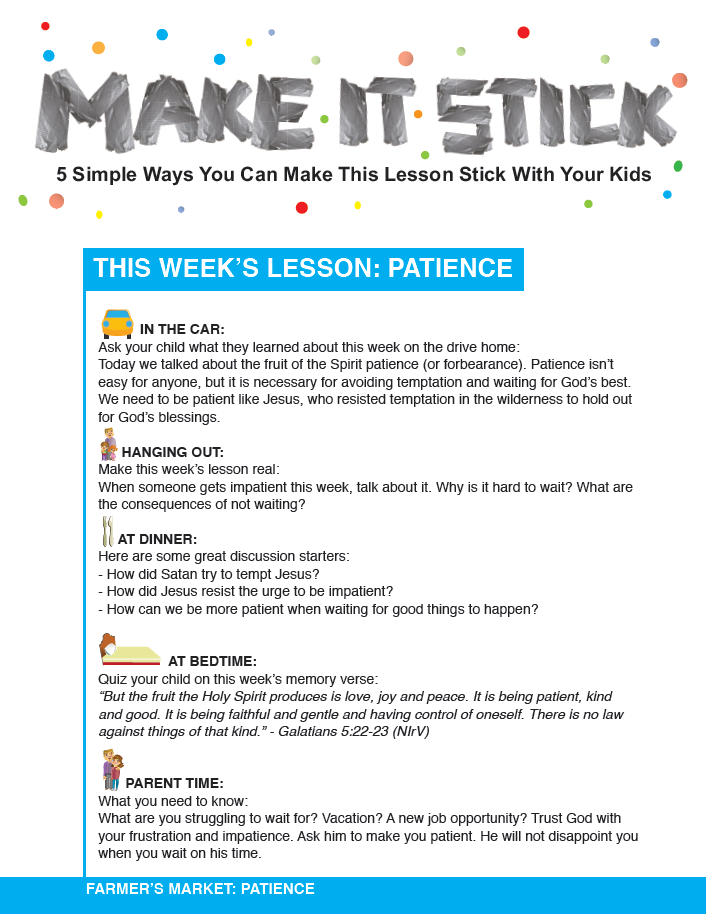 MAKE IT STICK
5 Simple Ways You Can Make This Lesson Stick With Your Kids
THIS WEEK’S LESSON: PATIENCE
IN THE CAR:
Ask your child what they learned about this week on the drive home:
Today we talked about the fruit of the Spirit patience (or forbearance). Patience isn’t
easy for anyone, but it is necessary for avoiding temptation and waiting for God’s best.
We need to be patient like Jesus, who resisted temptation in the wilderness to hold out
for God’s blessings.
HANGING OUT:
Make this week’s lesson real:
When someone gets impatient this week, talk about it. Why is it hard to wait? What are
the consequences of not waiting?
AT DINNER:
Here are some great discussion starters:
- How did Satan try to tempt Jesus?
- How did Jesus resist the urge to be impatient?
- How can we be more patient when waiting for good things to happen?
AT BEDTIME:
Quiz your child on this week’s memory verse:
“But the fruit the Holy Spirit produces is love, joy and peace. It is being patient, kind
and good. It is being faithful and gentle and having control of oneself. There is no law
against things of that kind.” - Galatians 5:22-23 (NIrV)
PARENT TIME:
What you need to know:
What are you struggling to wait for? Vacation? A new job opportunity? Trust God with
your frustration and impatience. Ask him to make you patient. He will not disappoint you
when you wait on his time.
FARMER’S MARKET: PATIENCE